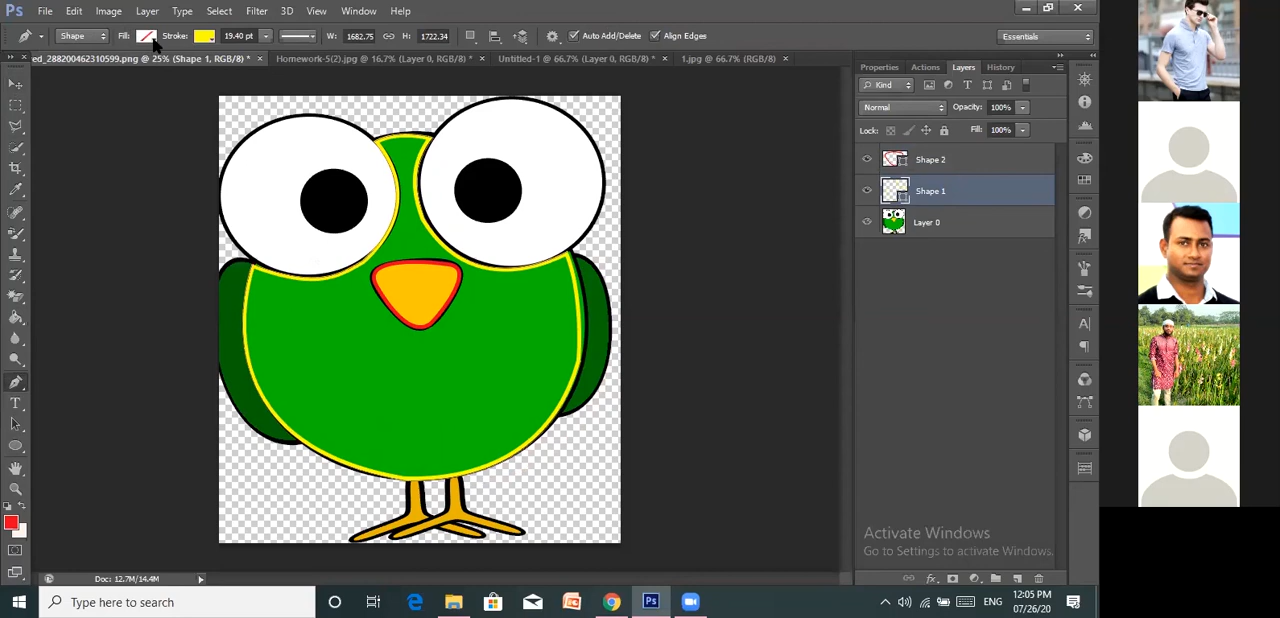 Ps File Edit Image Layer Type Select Filter 3D View Window Help
Shape Fill: Stroke: 19.40 pt W: 1682.75 H: 1722.34 Auto Add/Delete Align Edges Essentials
ed_288200462310599.png @ 25% (Shape 1, RGB/8) * × Homework-5(2).jpg @ 16.7% (Layer 0, RGB/8) * × Untitled-1 @ 66.7% (Layer 0, RGB/8) * × 1.jpg @ 66.7% (RGB/8) ×
Properties Actions Layers History
Kind
Normal Opacity: 100%
Lock: Fill: 100%
Shape 2
Shape 1
Layer 0
Activate Windows
Go to Settings to activate Windows.
Doc: 12.7M/14.4M
Type here to search
ENG
12:05 PM
07/26/20